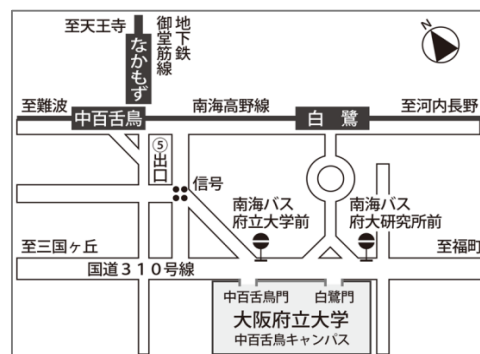 至天王寺
地下鉄
御堂筋線
なかもず
N
至難波
中百舌鳥
南海高野線
白鷺
至河内長野
⑤出口
信号
南海バス
府立大学前
南海バス
府大研究所前
至三国ヶ丘
国道310号線
至福町
中百舌鳥門
白鷺門
大阪府立大学
中百舌鳥キャンパス